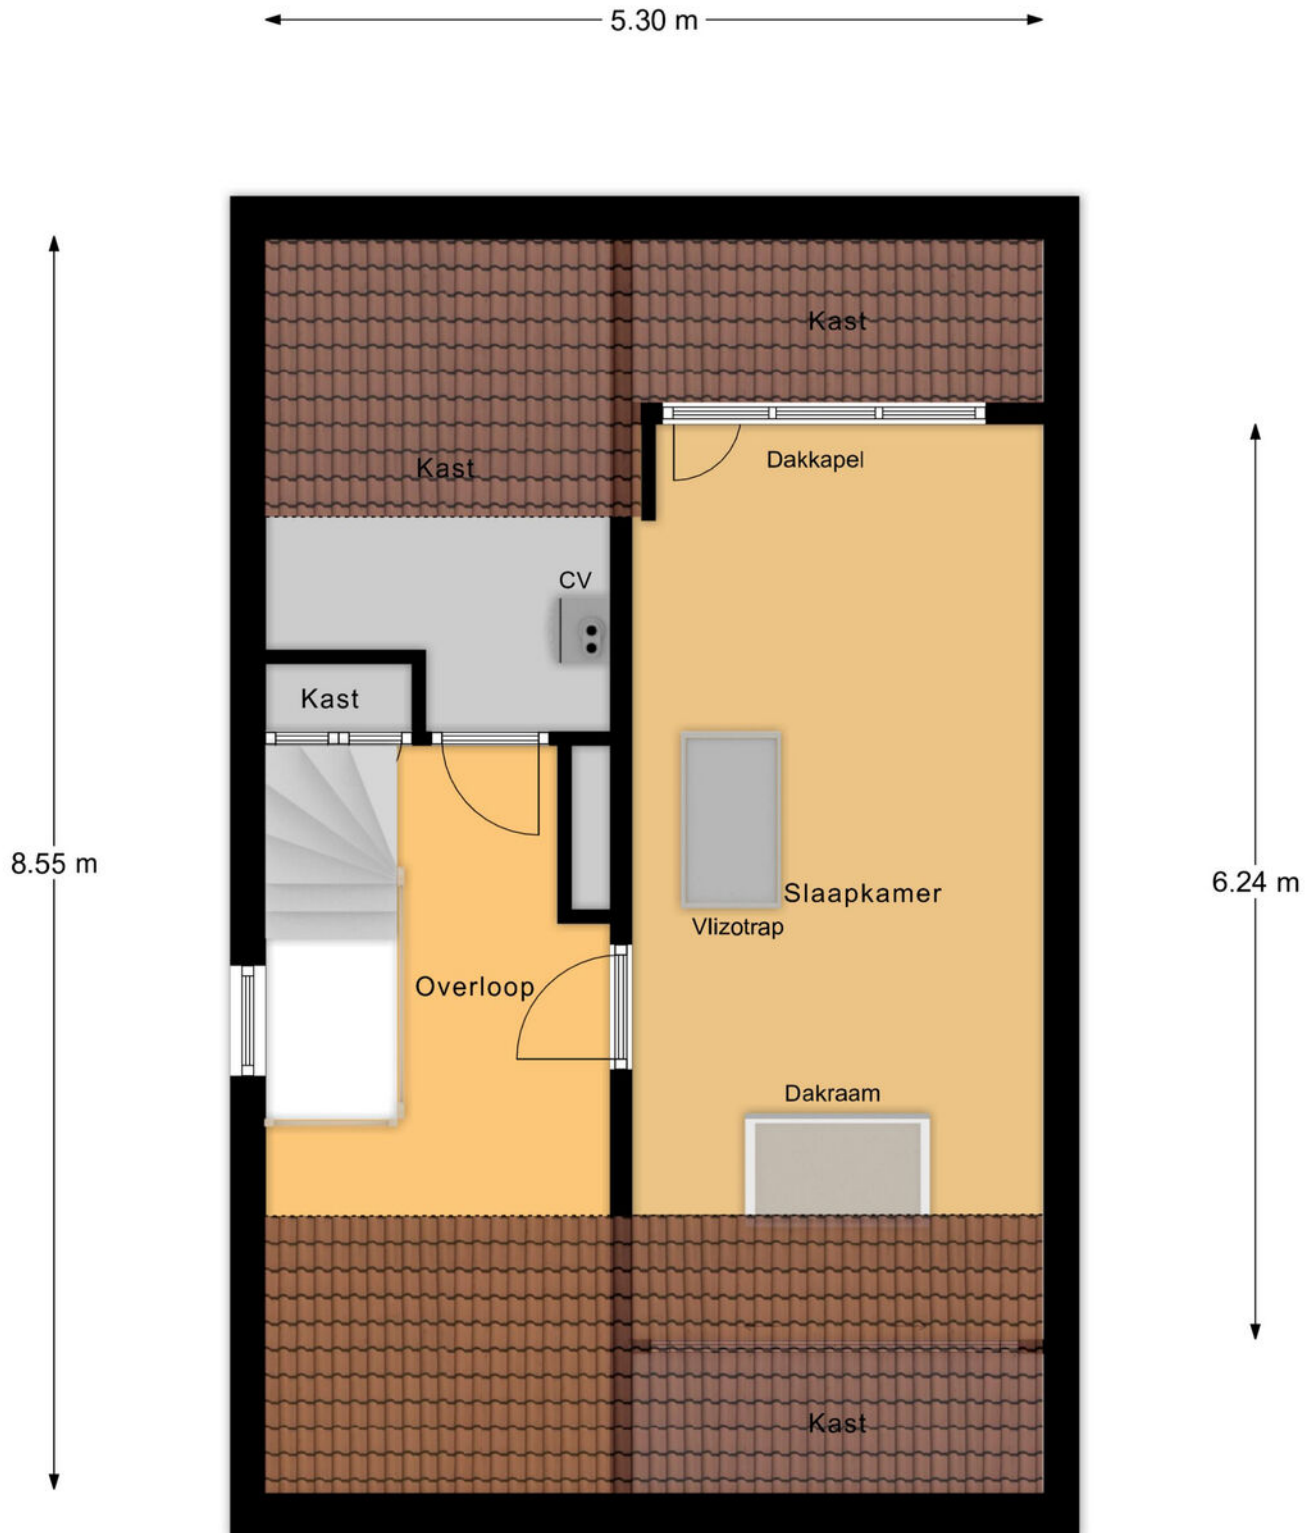 5.30 m
Kast
Dakkapel
Kast
CV
Kast
8.55 m
6.24 m
Slaapkamer
Vlizotrap
Overloop
Dakraam
Kast